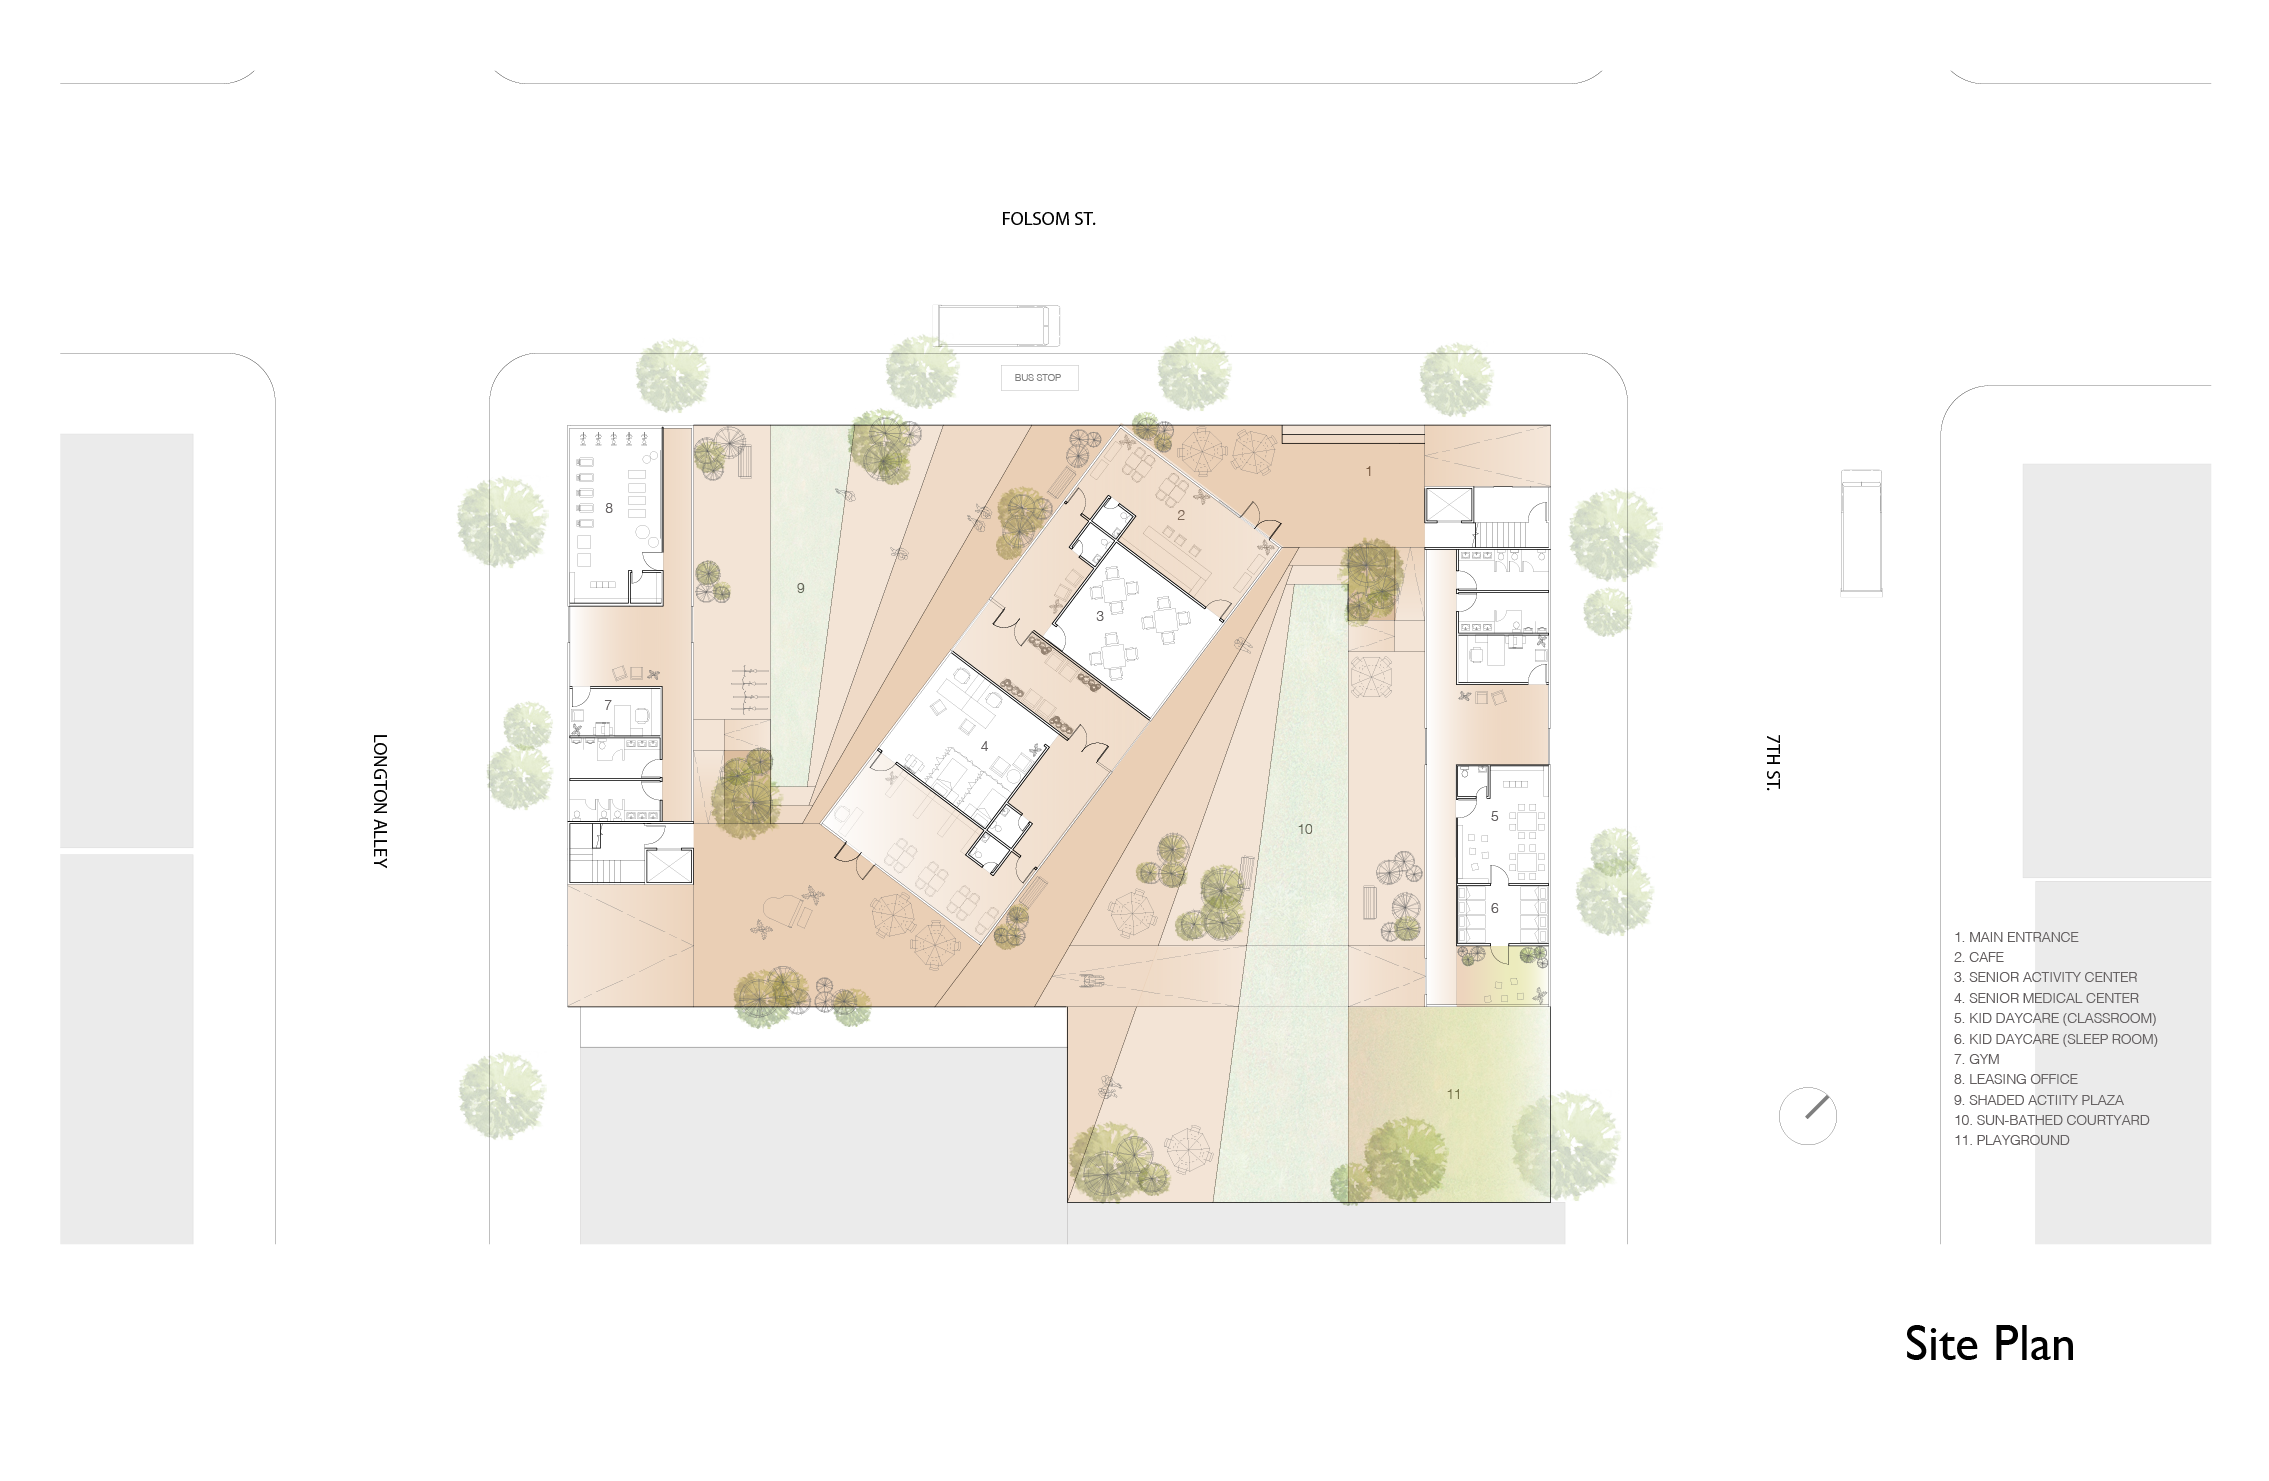 FOLSOM ST.
BUS STOP
1
2
8
9
3
7
LONGTON ALLEY
7TH ST.
4
5
10
6
11
1. MAIN ENTRANCE
2. CAFE
3. SENIOR ACTIVITY CENTER
4. SENIOR MEDICAL CENTER
5. KID DAYCARE (CLASSROOM)
6. KID DAYCARE (SLEEP ROOM)
7. GYM
8. LEASING OFFICE
9. SHADED ACTIITY PLAZA
10. SUN-BATHED COURTYARD
11. PLAYGROUND
Site Plan